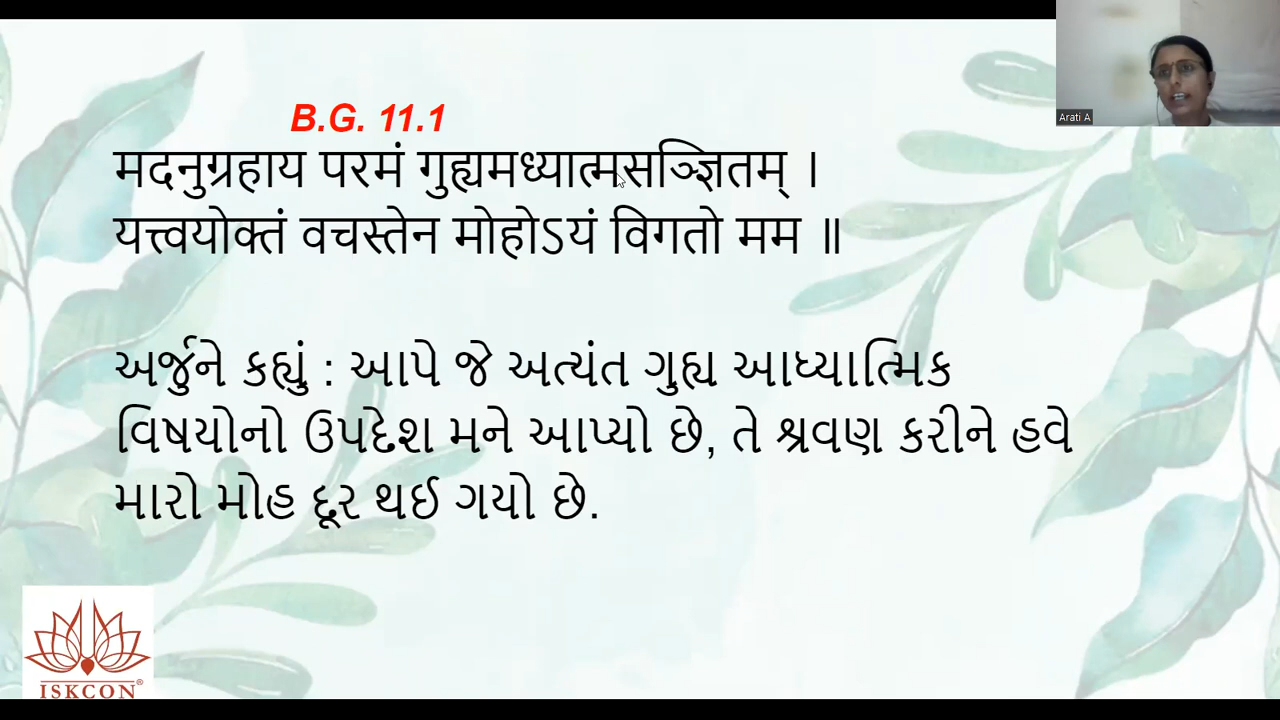 B.G. 11.1
मदनुग्रहाय परमं गुह्यमध्यात्मसञ्ज्ञितम् ।
यत्त्वयोक्तं वचस्तेन मोहोऽयं विगतो मम ॥
અર્જુને કહ્યું : આપે જે અત્યંત ગુહ્ય આધ્યાત્મિક
વિષયોનો ઉપદેશ મને આપ્યો છે, તે શ્રવણ કરીને હવે
મારો મોહ દૂર થઈ ગયો છે.
Arati A
ISKCON®